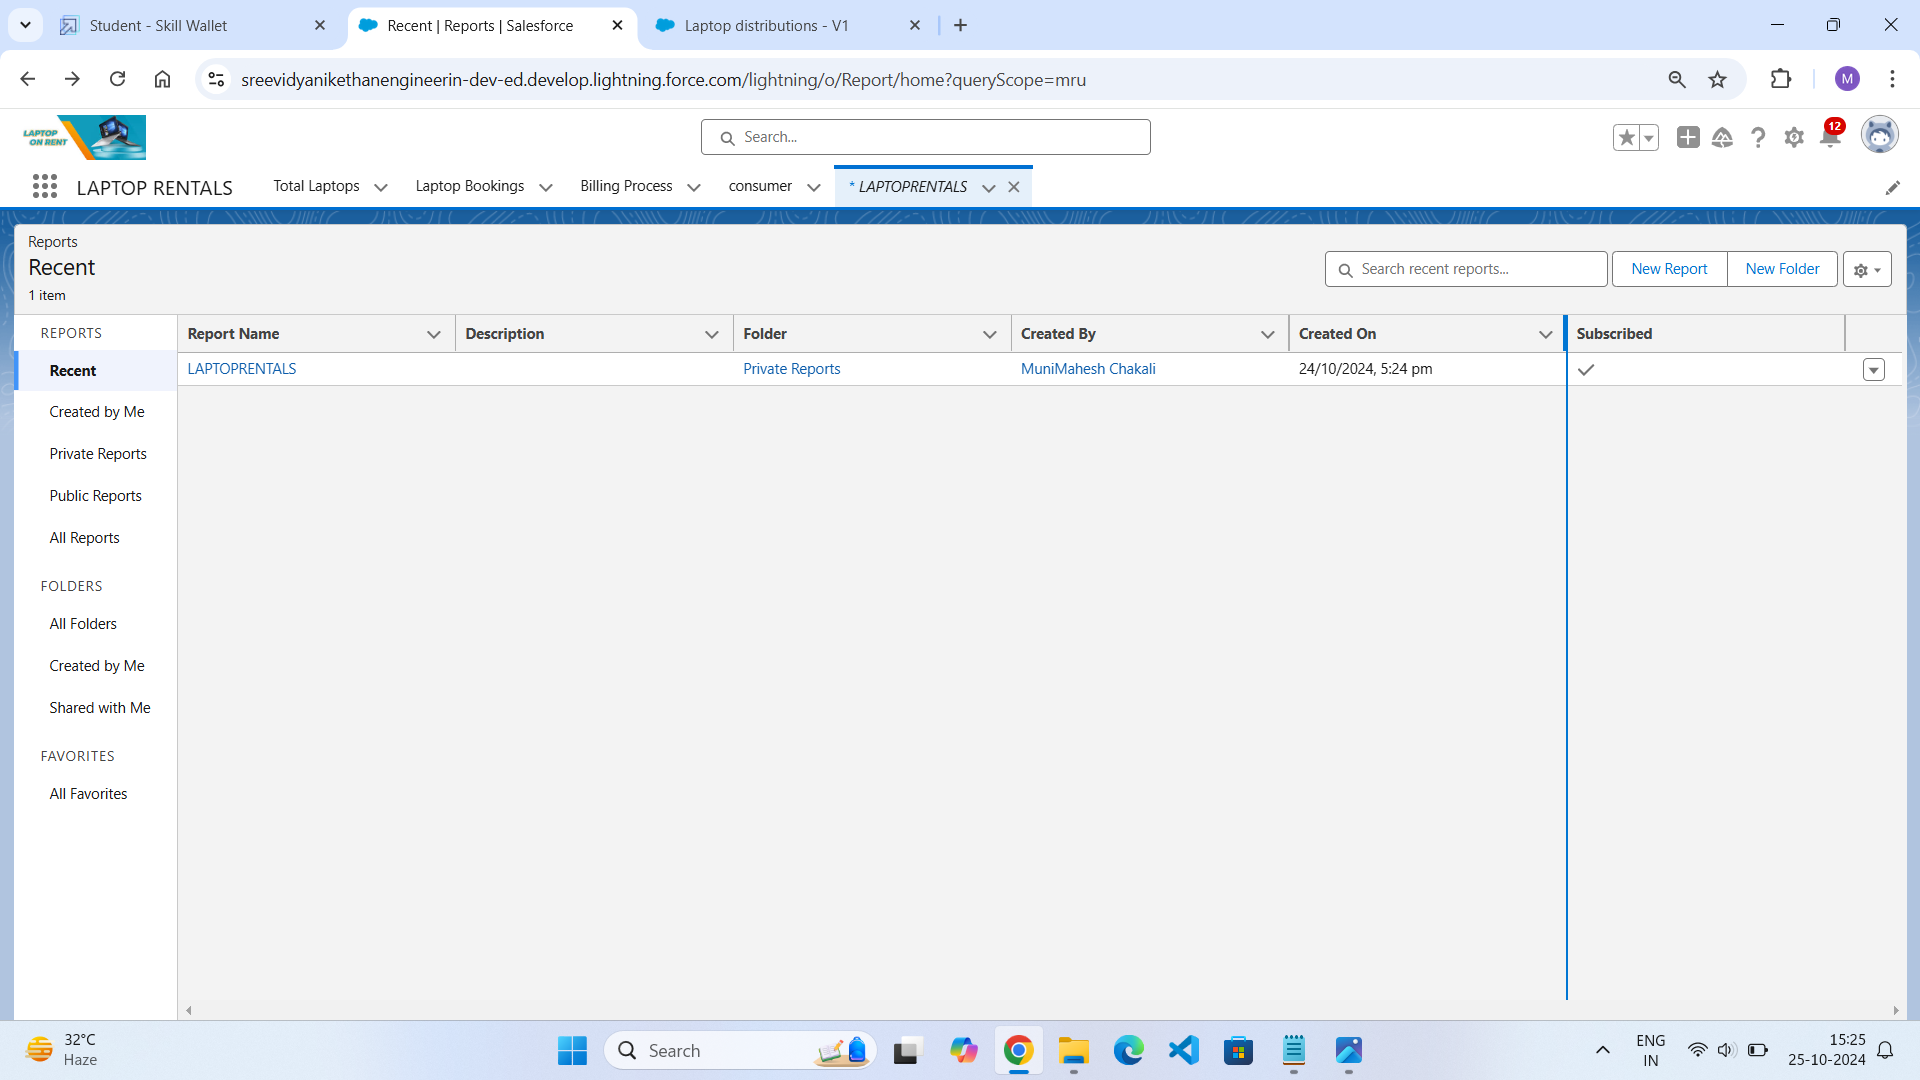 Student - Skill Wallet
Recent | Reports | Salesforce
Laptop distributions - V1
sreevidyanikethanengineerin-dev-ed.develop.lightning.force.com/lightning/o/Report/home?queryScope=mru
M
LAPTOP
ON RENT
Search...
12
LAPTOP RENTALS
Total Laptops
Laptop Bookings
Billing Process
consumer
* LAPTOPRENTALS
Reports
Recent
1 item
Search recent reports...
New Report
New Folder
REPORTS
Recent
Created by Me
Private Reports
Public Reports
All Reports
FOLDERS
All Folders
Created by Me
Shared with Me
FAVORITES
All Favorites
Report Name
Description
Folder
Created By
Created On
Subscribed
LAPTOPRENTALS
Private Reports
MuniMahesh Chakali
24/10/2024, 5:24 pm
32°C
Haze
Search
ENG
IN
15:25
25-10-2024